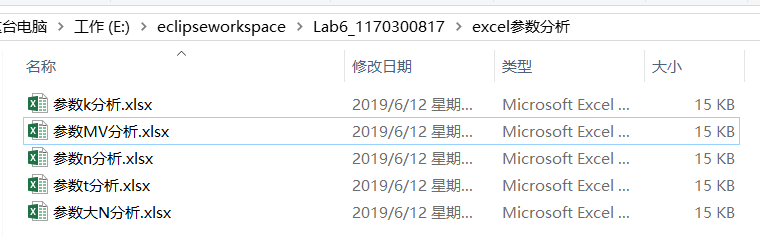 这台电脑 > 工作 (E:) > eclipseworkspace > Lab6_1170300817 > excel参数分析
名称 修改日期 类型 大小
参数k分析.xlsx 2019/6/12 星期... Microsoft Excel ... 15 KB
参数MV分析.xlsx 2019/6/12 星期... Microsoft Excel ... 15 KB
参数n分析.xlsx 2019/6/12 星期... Microsoft Excel ... 15 KB
参数t分析.xlsx 2019/6/12 星期... Microsoft Excel ... 15 KB
参数大N分析.xlsx 2019/6/12 星期... Microsoft Excel ... 15 KB